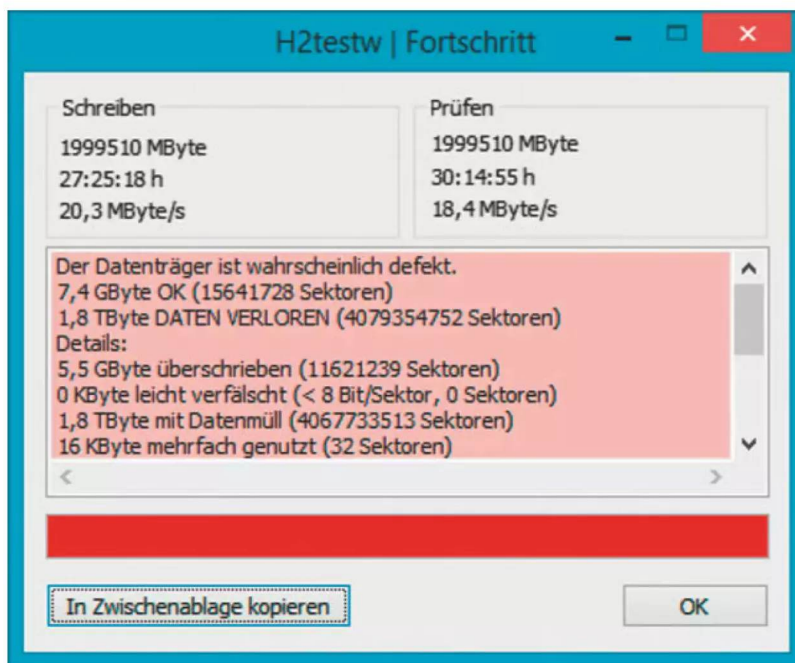 H2testw | Fortschritt
Schreiben
1999510 MByte
27:25:18 h
20,3 MByte/s
Prüfen
1999510 MByte
30:14:55 h
18,4 MByte/s
Der Datenträger ist wahrscheinlich defekt.
7,4 GByte OK (15641728 Sektoren)
1,8 TByte DATEN VERLOREN (4079354752 Sektoren)
Details:
5,5 GByte überschrieben (11621239 Sektoren)
0 KByte leicht verfälscht (< 8 Bit/Sektor, 0 Sektoren)
1,8 TByte mit Datenmüll (4067733513 Sektoren)
16 KByte mehrfach genutzt (32 Sektoren)
In Zwischenablage kopieren
OK